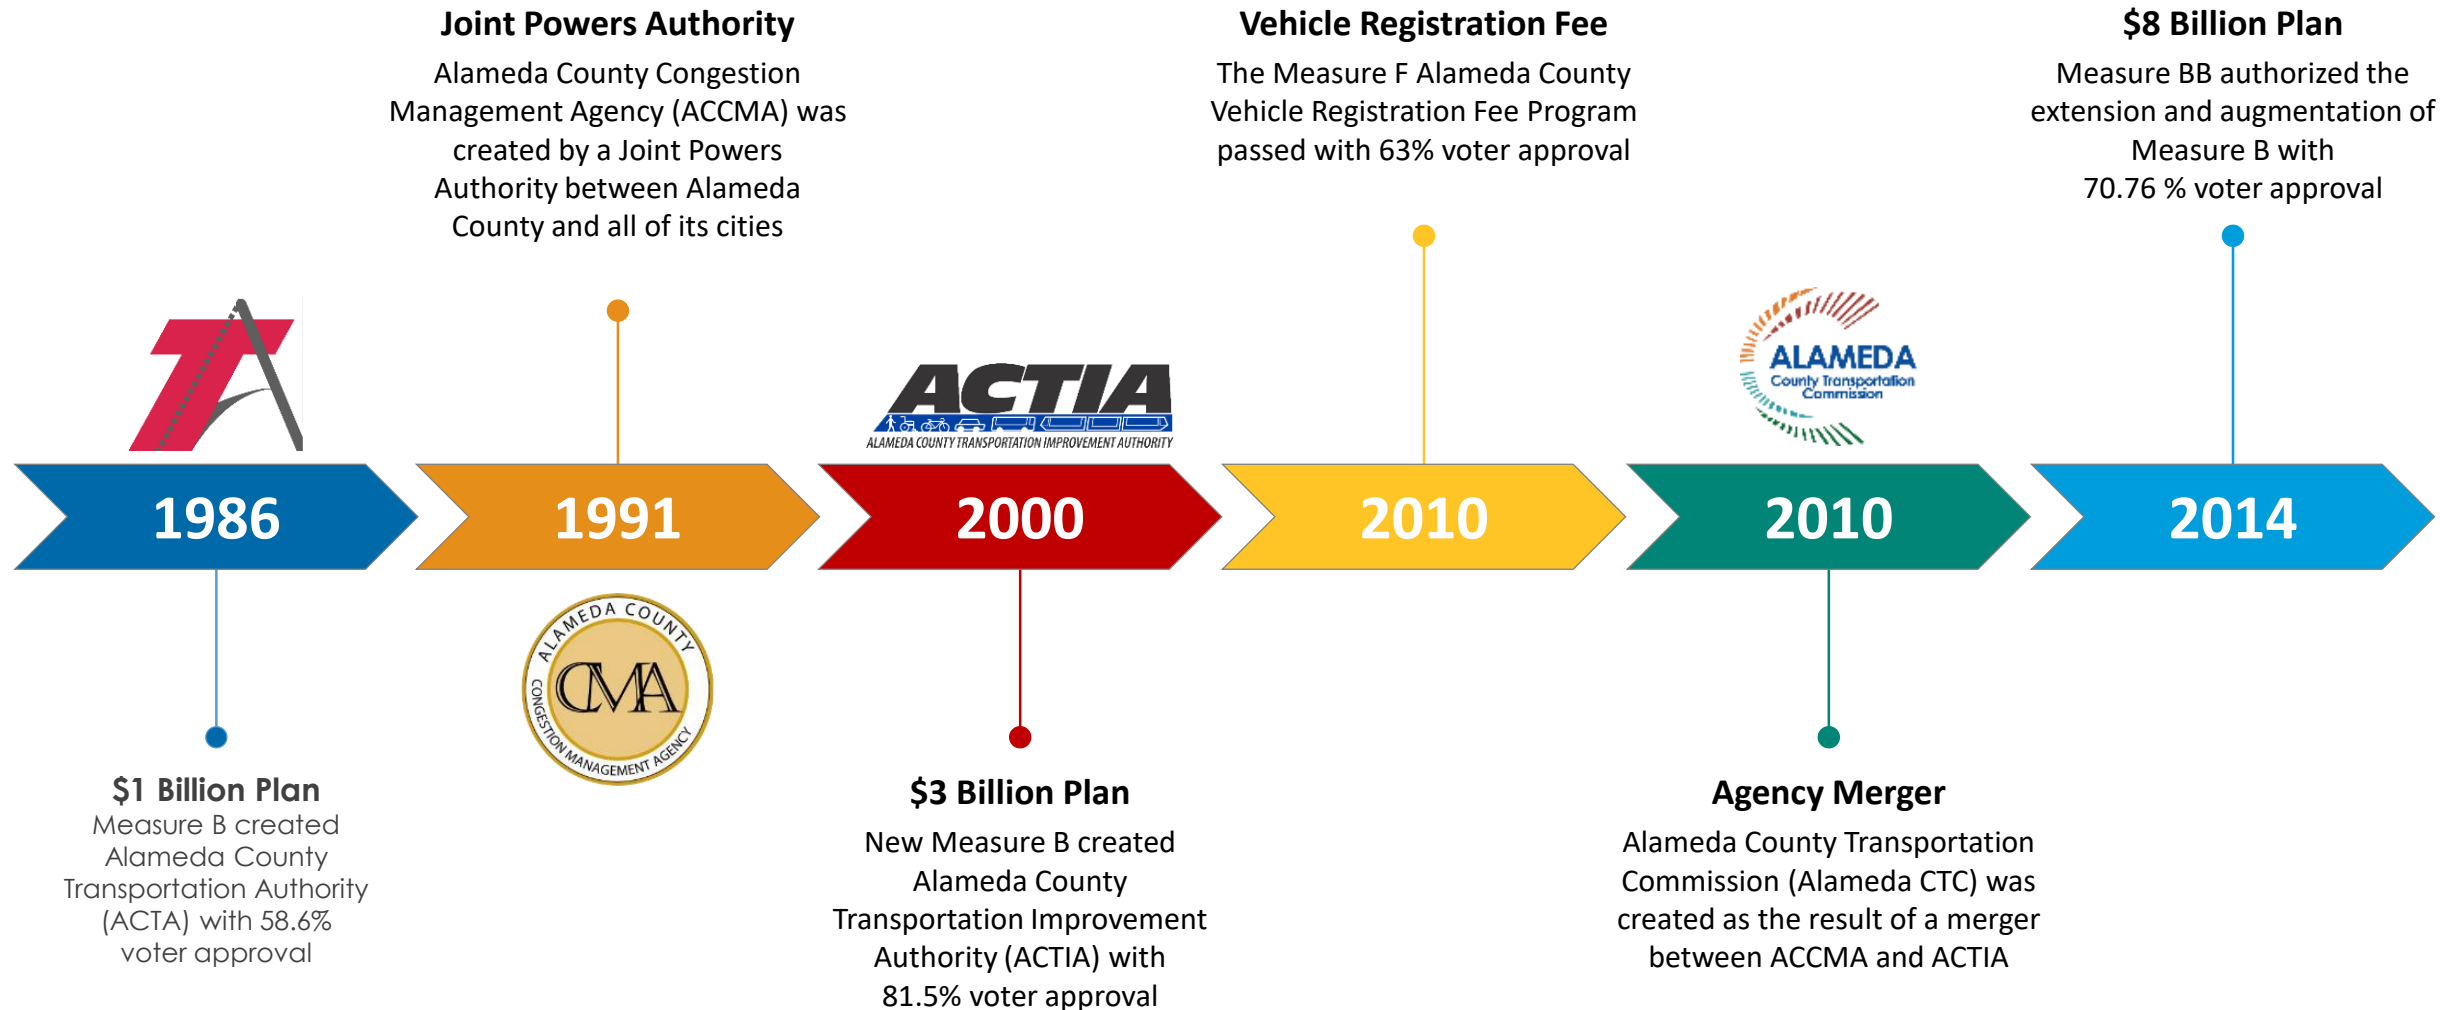 Joint Powers Authority
Alameda County Congestion
Management Agency (ACCMA) was
created by a Joint Powers
Authority between Alameda
County and all of its cities
Vehicle Registration Fee
The Measure F Alameda County
Vehicle Registration Fee Program
passed with 63% voter approval
$8 Billion Plan
Measure BB authorized the
extension and augmentation of
Measure B with
70.76 % voter approval
TA
ACTIA
ALAMEDA COUNTY TRANSPORTATION IMPROVEMENT AUTHORITY
ALAMEDA
County Transportation
Commission
1986
1991
2000
2010
2010
2014
ALAMEDA COUNTY
CMA
CONGESTION MANAGEMENT AGENCY
$1 Billion Plan
Measure B created
Alameda County
Transportation Authority
(ACTA) with 58.6%
voter approval
$3 Billion Plan
New Measure B created
Alameda County
Transportation Improvement
Authority (ACTIA) with
81.5% voter approval
Agency Merger
Alameda County Transportation
Commission (Alameda CTC) was
created as the result of a merger
between ACCMA and ACTIA